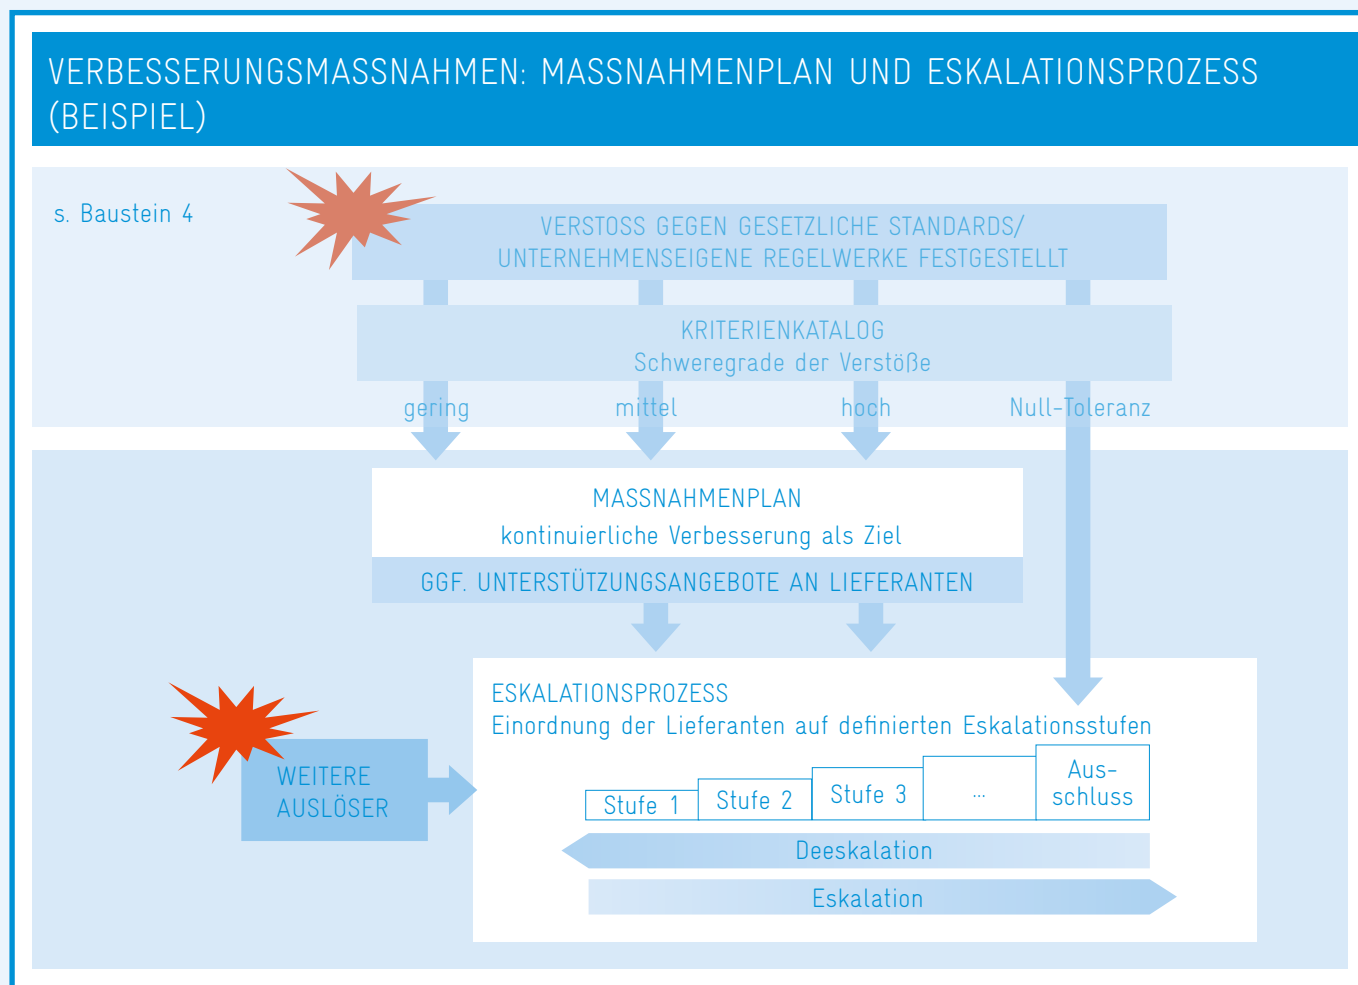 VERBESSERUNGSMASSNAHMEN: MASSNAHMENPLAN UND ESKALATIONSPROZESS
(BEISPIEL)
s. Baustein 4
VERSTOSS GEGEN GESETZLICHE STANDARDS/
UNTERNEHMENSEIGENE REGELWERKE FESTGESTELLT
KRITERIENKATALOG
Schweregrade der Verstöße
gering
mittel
hoch
Null-Toleranz
MASSNAHMENPLAN
kontinuierliche Verbesserung als Ziel
GGF. UNTERSTÜTZUNGSANGEBOTE AN LIEFERANTEN
ESKALATIONSPROZESS
Einordnung der Lieferanten auf definierten Eskalationsstufen
WEITERE
AUSLÖSER
Stufe 1
Stufe 2
Stufe 3
...
Aus-
schluss
Deeskalation
Eskalation